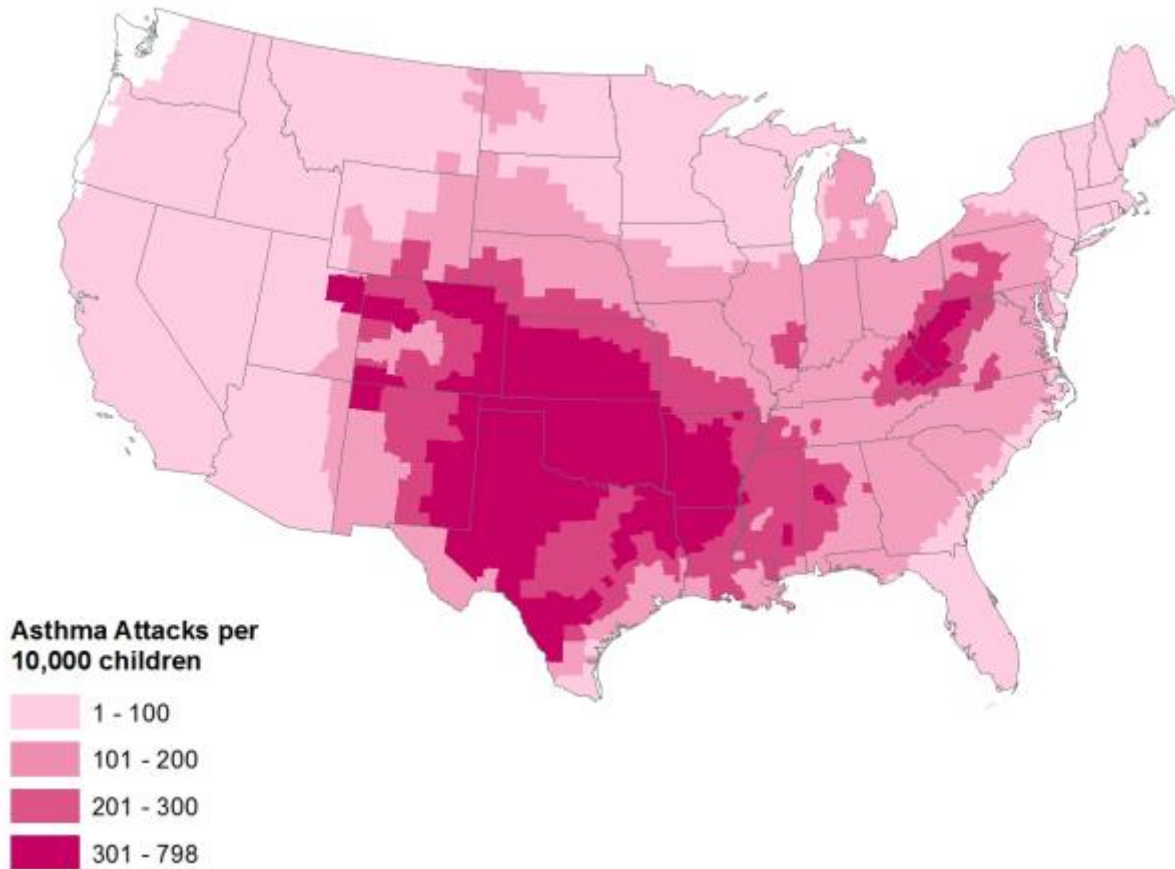 Asthma Attacks per
10,000 children
1 - 100
101 - 200
201 - 300
301 - 798